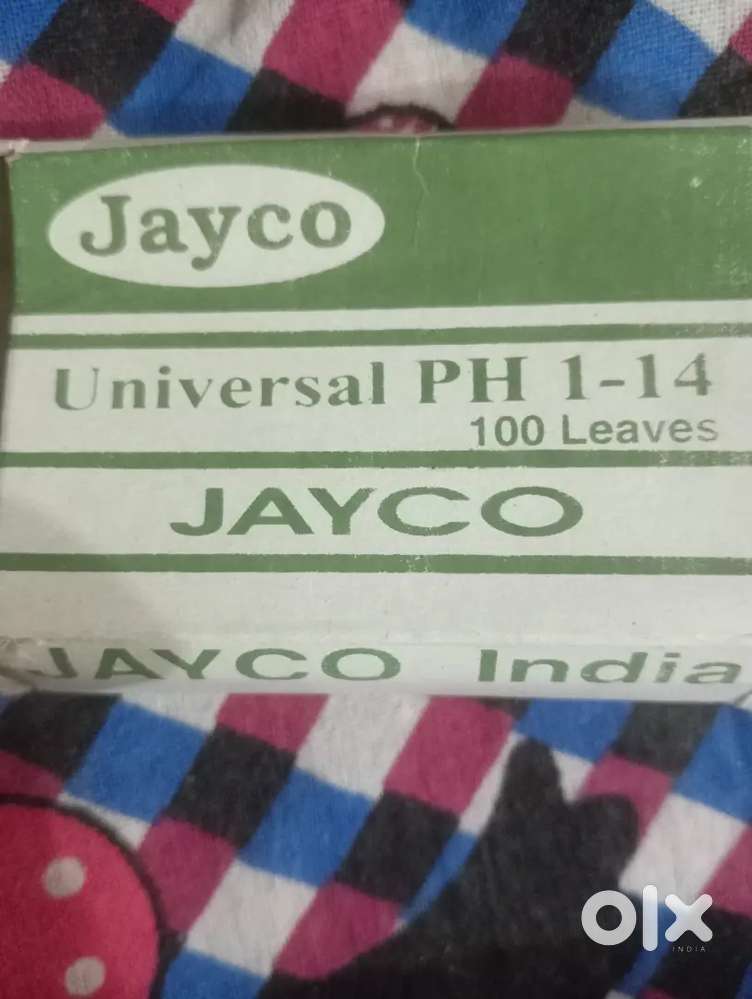 Jayco
Universal PH 1-14
100 Leaves
JAYCO
JAYCO India
olx
INDIA